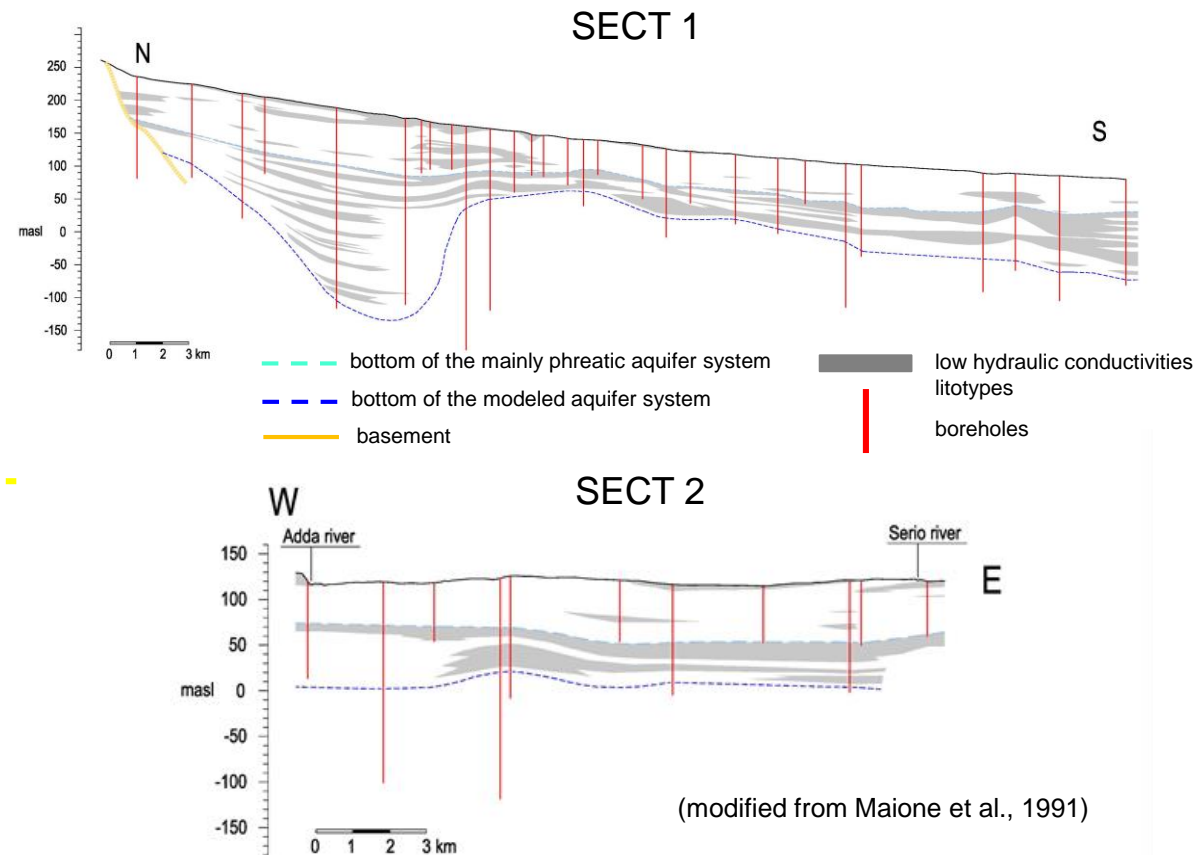 SECT 1
N
S
250
200
150
100
50
masl
0
-50
-100
-150
0 1 2 3 km
bottom of the mainly phreatic aquifer system
bottom of the modeled aquifer system
basement
low hydraulic conductivities
litotypes
boreholes
SECT 2
W
Adda river
Serio river
E
150
100
50
masl
0
-50
-100
-150
0 1 2 3 km
(modified from Maione et al., 1991)